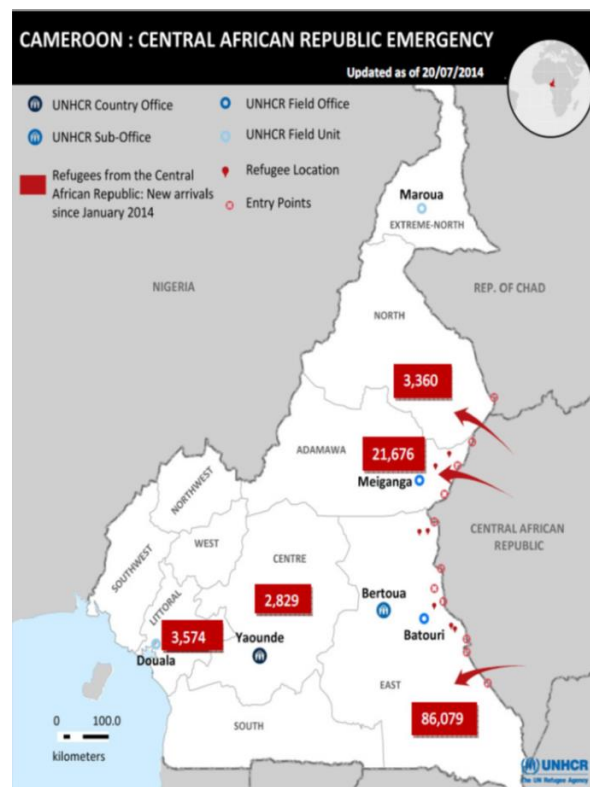 CAMEROON : CENTRAL AFRICAN REPUBLIC EMERGENCY
Updated as of 20/07/2014
UNHCR Country Office
UNHCR Field Office
UNHCR Sub-Office
UNHCR Field Unit
Refugees from the Central
African Republic: New arrivals
since January 2014
Refugee Location
Entry Points
Maroua
EXTREME-NORTH
NIGERIA
REP. OF CHAD
NORTH
3,360
ADAMAWA
21,676
Meiganga
NORTHWEST
CENTRAL AFRICAN
REPUBLIC
WEST
CENTRE
SOUTHWEST
2,829
Bertoua
LITTORAL
3,574
Yaounde
Batouri
Douala
EAST
86,079
SOUTH
0 100.0
kilometers
UNHCR
The UN Refugee Agency